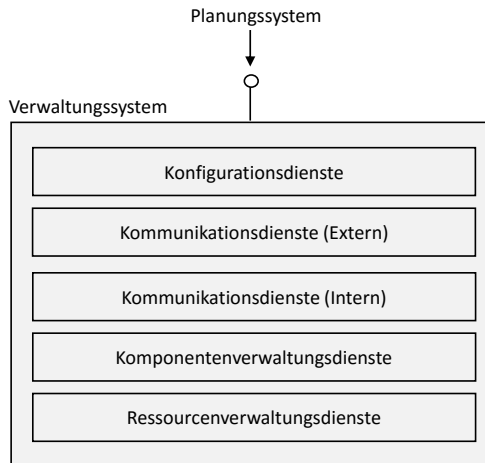 Planungssystem
Verwaltungssystem
Konfigurationsdienste
Kommunikationsdienste (Extern)
Kommunikationsdienste (Intern)
Komponentenverwaltungsdienste
Ressourcenverwaltungsdienste